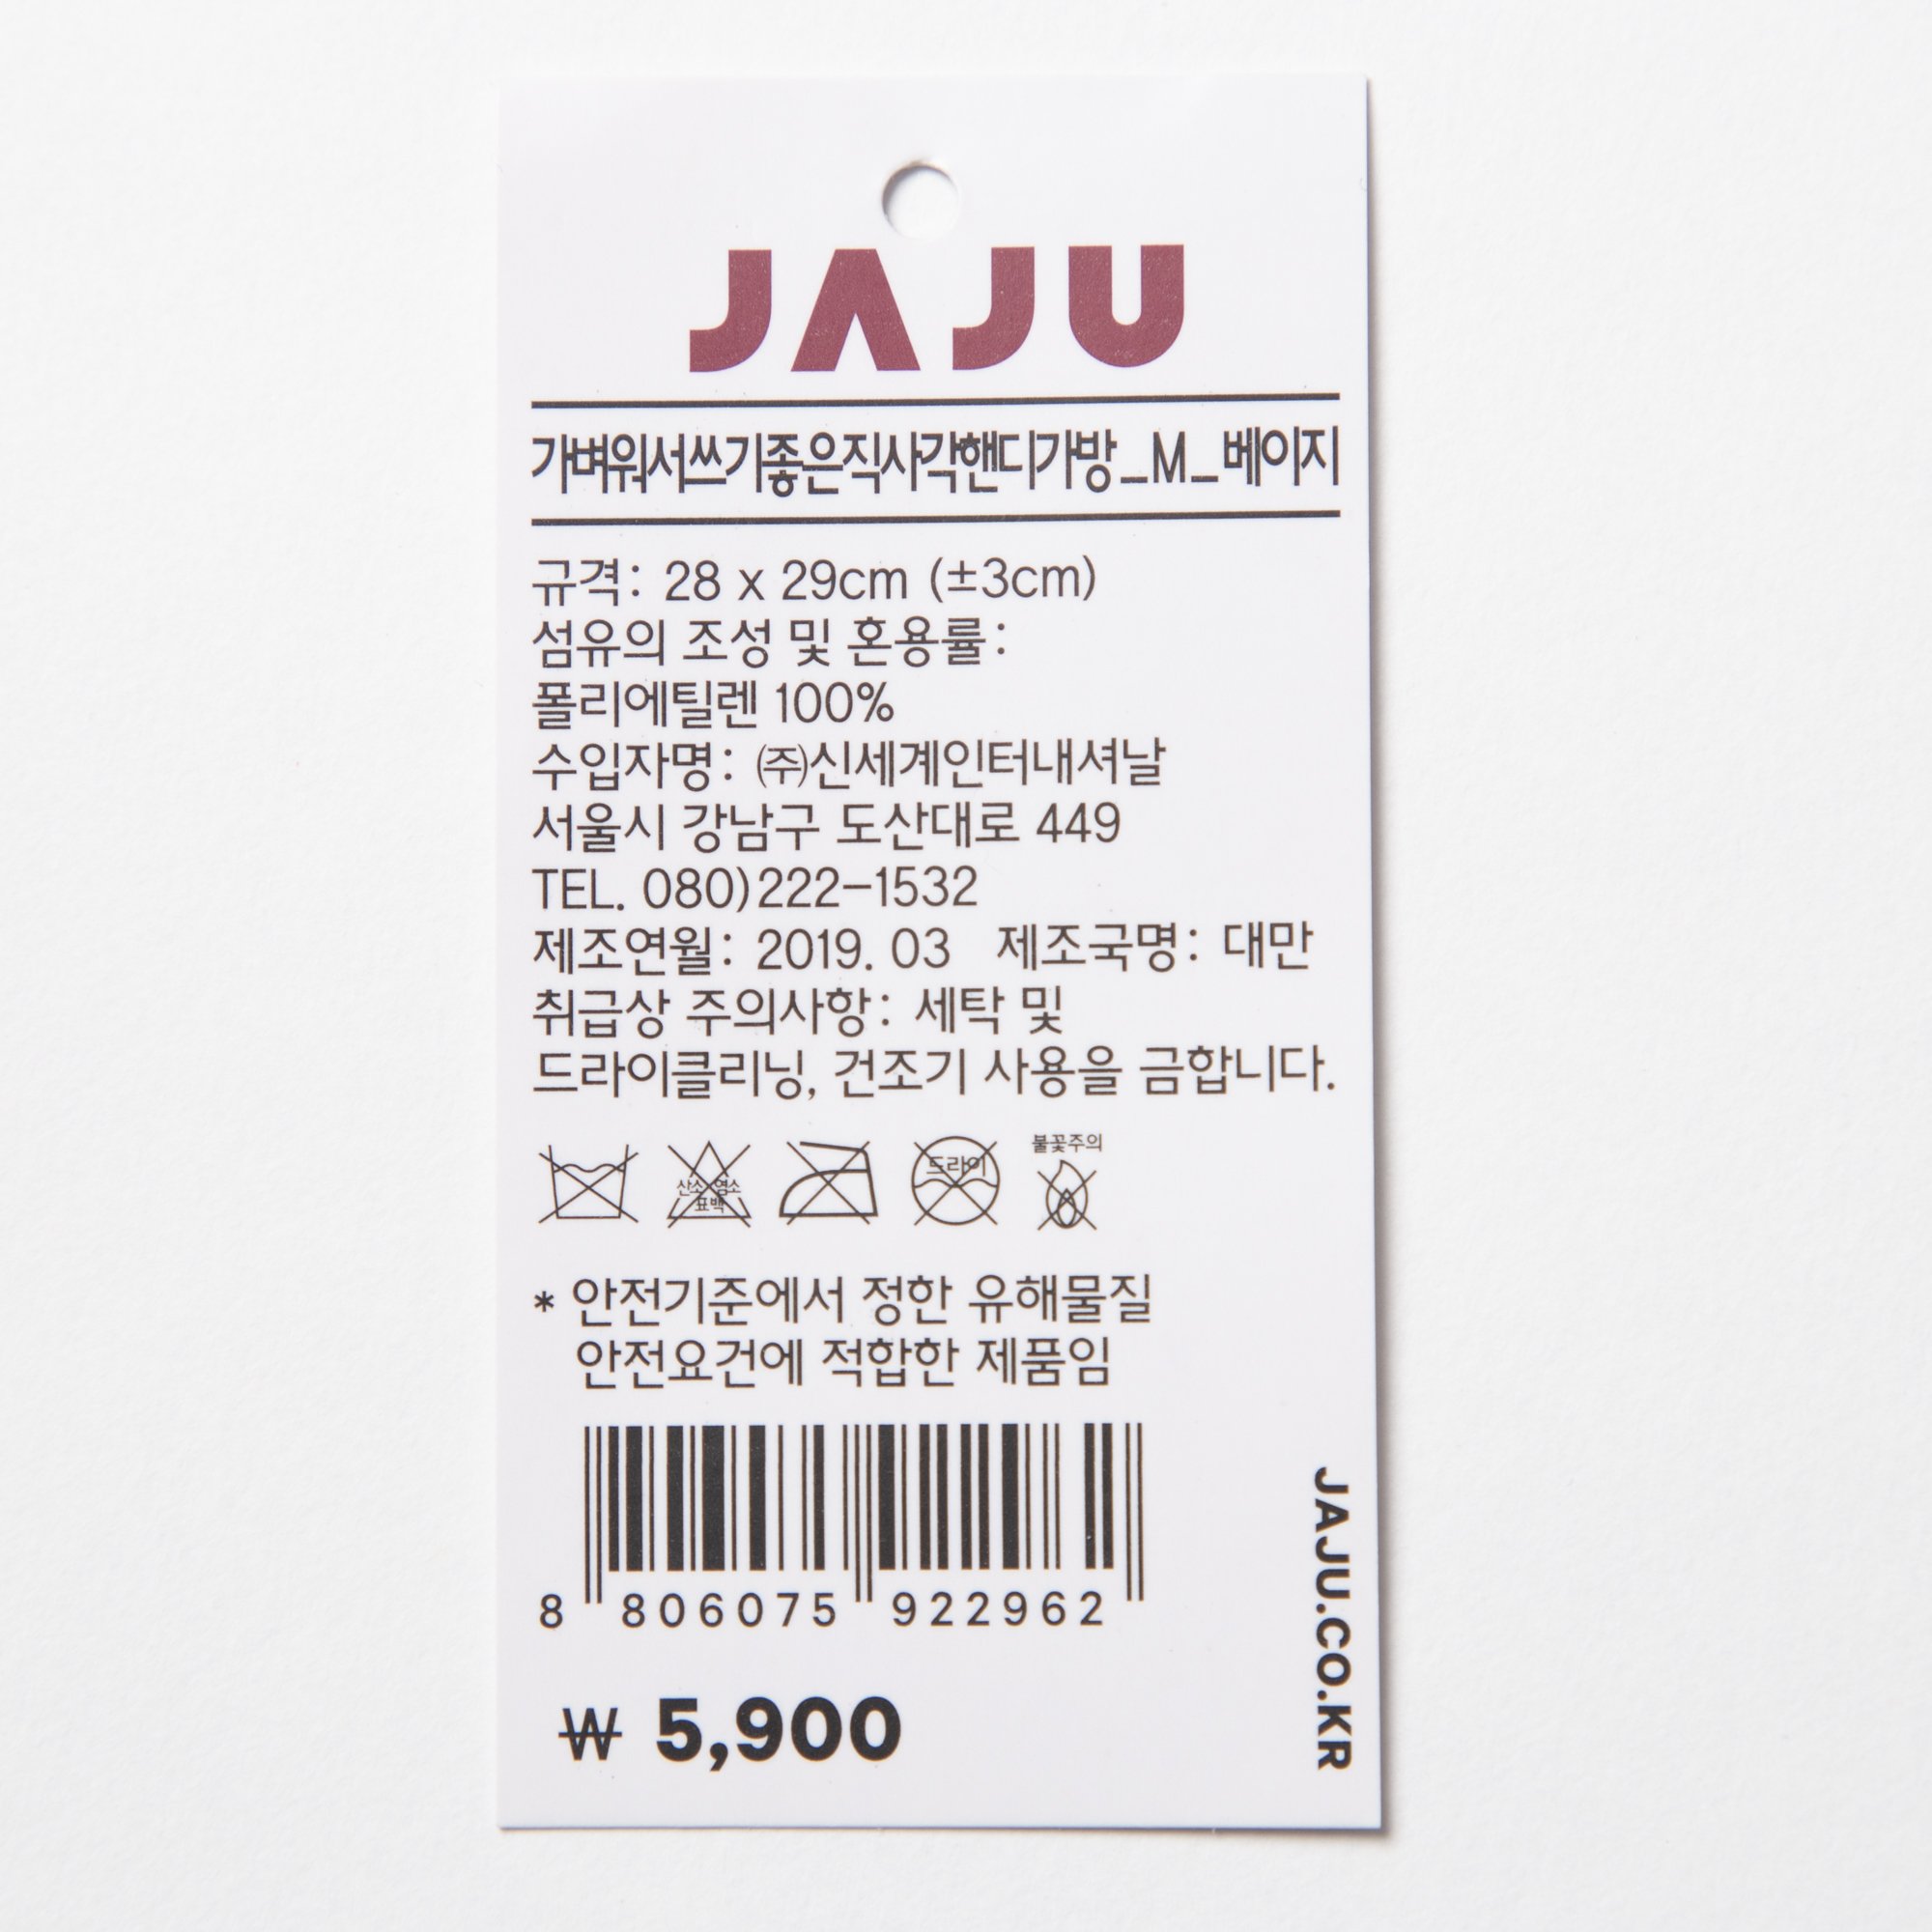 JAJU
가벼워서쓰기좋은직사각핸디가방_M_베이지
규격: 28 x 29cm (±3cm)
섬유의 조성 및 혼용률:
폴리에틸렌 100%
수입자명: ㈜신세계인터내셔날
서울시 강남구 도산대로 449
TEL. 080)222-1532
제조연월: 2019. 03 제조국명: 대만
취급상 주의사항: 세탁 및
드라이클리닝, 건조기 사용을 금합니다.
불꽃주의
드라이
산소 염소
표백
* 안전기준에서 정한 유해물질
안전요건에 적합한 제품임
8 806075 922962
₩ 5,900
JAJU.CO.KR